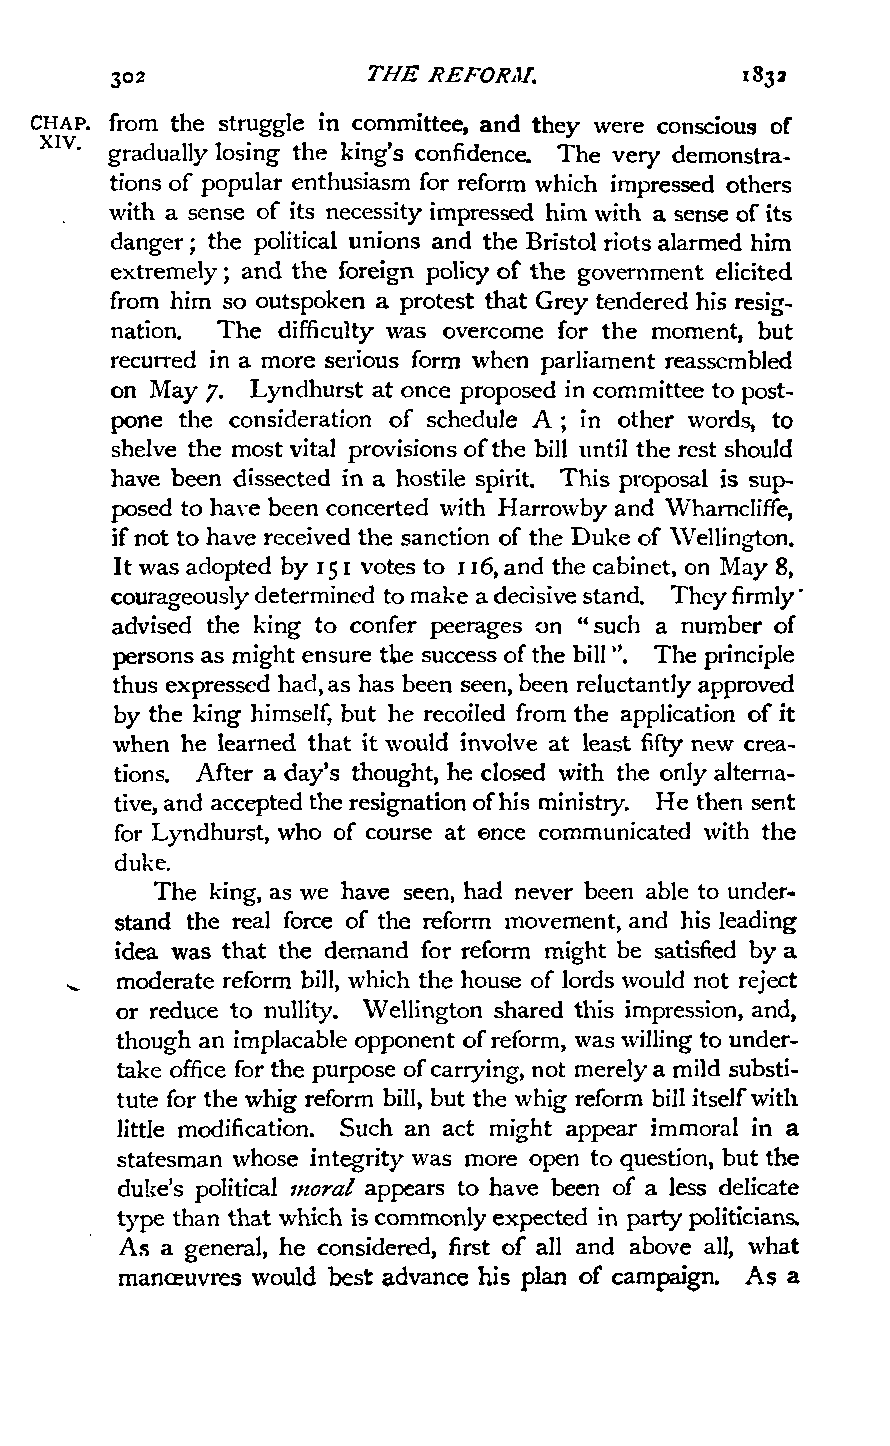 302 THE REFORM. 1832
CHAP. from the struggle in committee, and they were conscious of
XIV. gradually losing the king's confidence. The very demonstra-
tions of popular enthusiasm for reform which impressed others
with a sense of its necessity impressed him with a sense of its
danger; the political unions and the Bristol riots alarmed him
extremely; and the foreign policy of the government elicited
from him so outspoken a protest that Grey tendered his resig-
nation. The difficulty was overcome for the moment, but
recurred in a more serious form when parliament reassembled
on May 7. Lyndhurst at once proposed in committee to post-
pone the consideration of schedule A; in other words, to
shelve the most vital provisions of the bill until the rest should
have been dissected in a hostile spirit. This proposal is sup-
posed to have been concerted with Harrowby and Wharncliffe,
if not to have received the sanction of the Duke of Wellington.
It was adopted by 151 votes to 116, and the cabinet, on May 8,
courageously determined to make a decisive stand. They firmly
advised the king to confer peerages on "such a number of
persons as might ensure the success of the bill". The principle
thus expressed had, as has been seen, been reluctantly approved
by the king himself, but he recoiled from the application of it
when he learned that it would involve at least fifty new crea-
tions. After a day's thought, he closed with the only alterna-
tive, and accepted the resignation of his ministry. He then sent
for Lyndhurst, who of course at once communicated with the
duke.
The king, as we have seen, had never been able to under-
stand the real force of the reform movement, and his leading
idea was that the demand for reform might be satisfied by a
moderate reform bill, which the house of lords would not reject
or reduce to nullity. Wellington shared this impression, and,
though an implacable opponent of reform, was willing to under-
take office for the purpose of carrying, not merely a mild substi-
tute for the whig reform bill, but the whig reform bill itself with
little modification. Such an act might appear immoral in a
statesman whose integrity was more open to question, but the
duke's political moral appears to have been of a less delicate
type than that which is commonly expected in party politicians.
As a general, he considered, first of all and above all, what
manœuvres would best advance his plan of campaign. As a